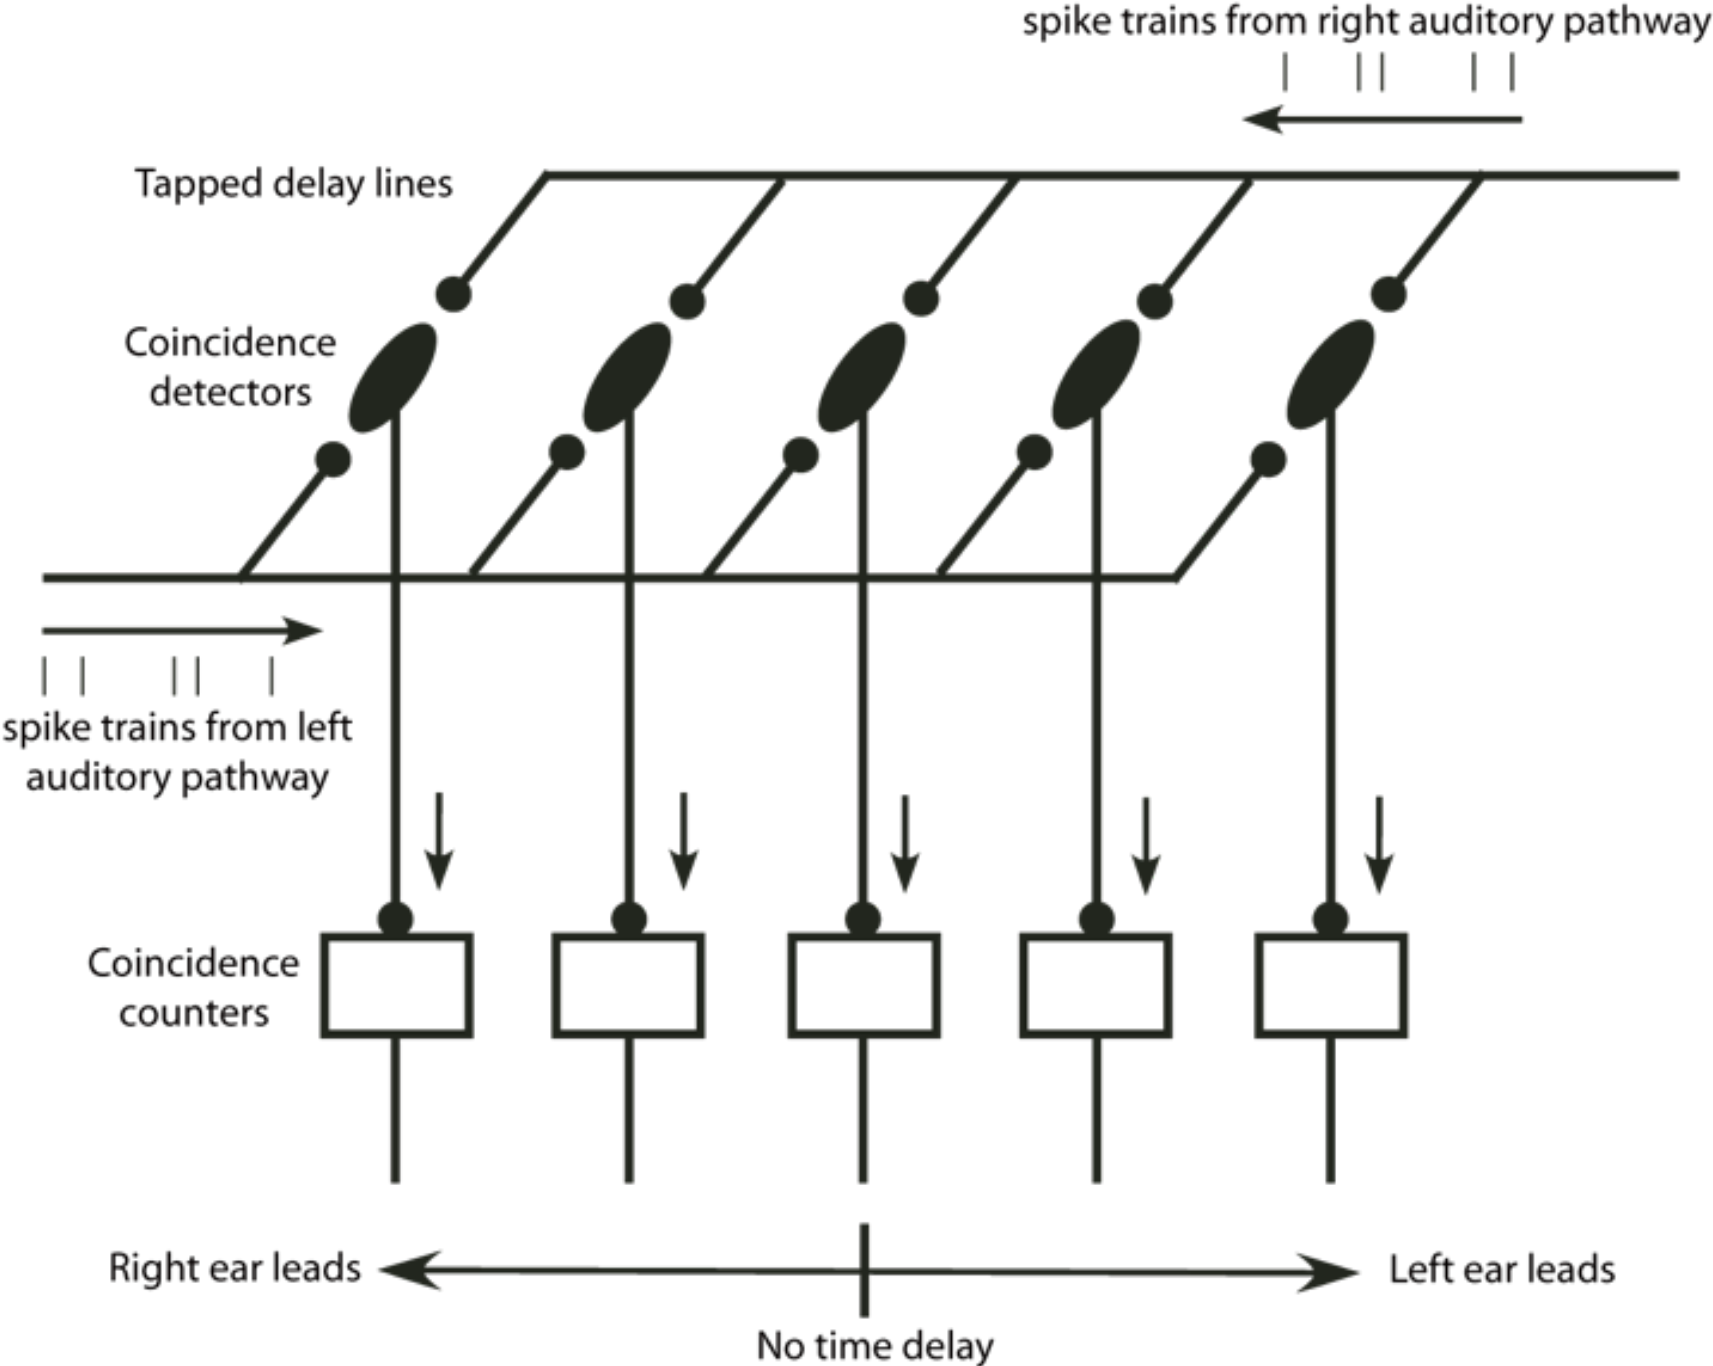 spike trains from right auditory pathway
Tapped delay lines
Coincidence
detectors
spike trains from left
auditory pathway
Coincidence
counters
Right ear leads
Left ear leads
No time delay